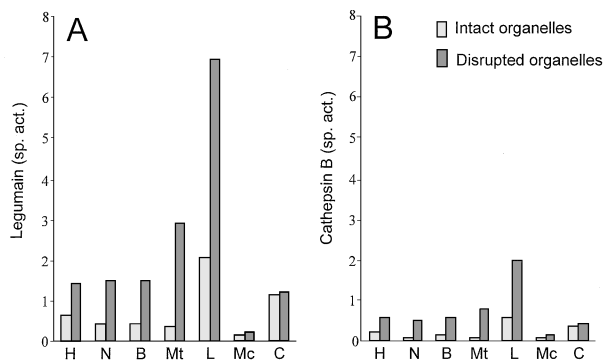 A
Legumain (sp. act.)
8
7
6
5
4
3
2
1
0
H N B Mt L Mc C
B
Intact organelles
Disrupted organelles
Cathepsin B (sp. act.)
8
7
6
5
4
3
2
1
0
H N B Mt L Mc C